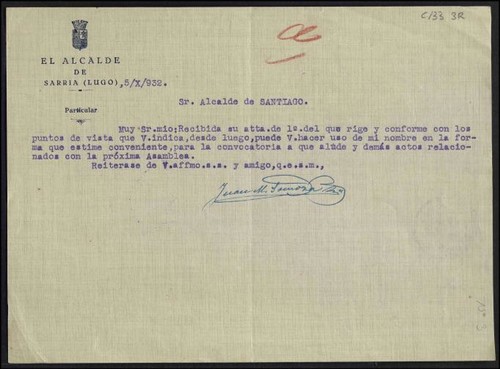 C/33 3R
EL ALCALDE
DE
SARRIA (LUGO),5/X/932.
Particular
Sr. Alcalde de SANTIAGO.
Muy Sr.mio;Recibida su atta.de 1º.del que rige y conforme con los
puntos de vista que V.indica,desde luego,puede V.hacer uso de mi nombre en la for-
ma que estime conveniente,para la convocatoria a que alúde y demás actos relacio-
nados con la próxima Asamblea.
Reiterase de V.affmo.s.s. y amigo,q.e.s.m.,
Juan M.